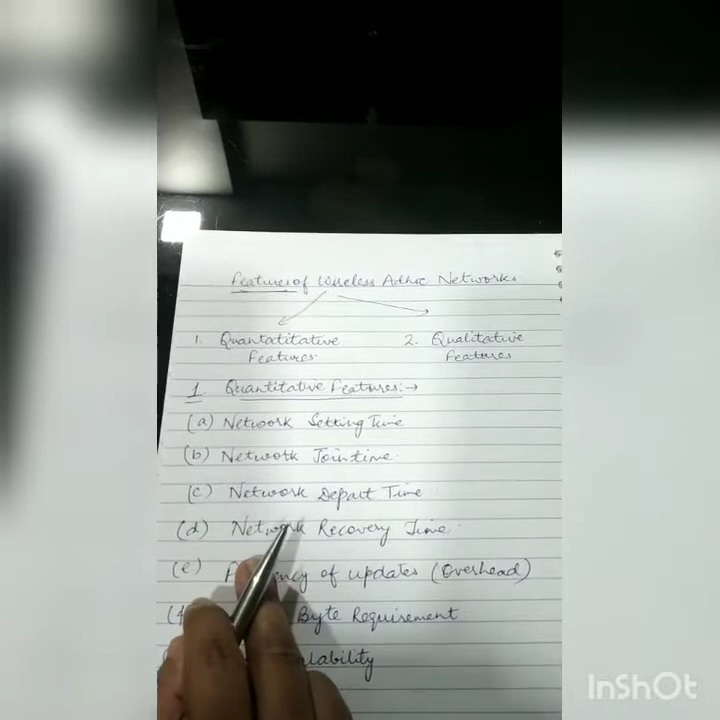 Features of Wireless Adhoc Networks
1. Quantatitative 2. Qualitative
Features Features
1. Quantitative Features:→
(a) Network Setting Time
(b) Network Join time.
(c) Network Depart Time
(d) Network Recovery Time.
(e) of updates (Overhead)
Byte Requirement
InShOt